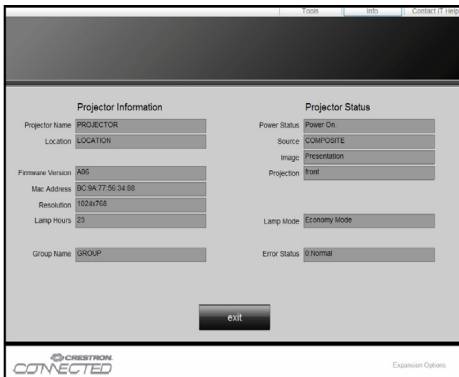 Tools Info Contact IT Help
Projector Information
Projector Name PROJECTOR
Location LOCATION
Firmware Version A06
Mac Address BC:9A:77:56:34:88
Resolution 1024x768
Lamp Hours 23
Group Name GROUP
Projector Status
Power Status Power On.
Source COMPOSITE
Image Presentation
Projection front
Lamp Mode Economy Mode
Error Status 0:Normal
exit
CRESTRON
CONNECTED
Expansion Options